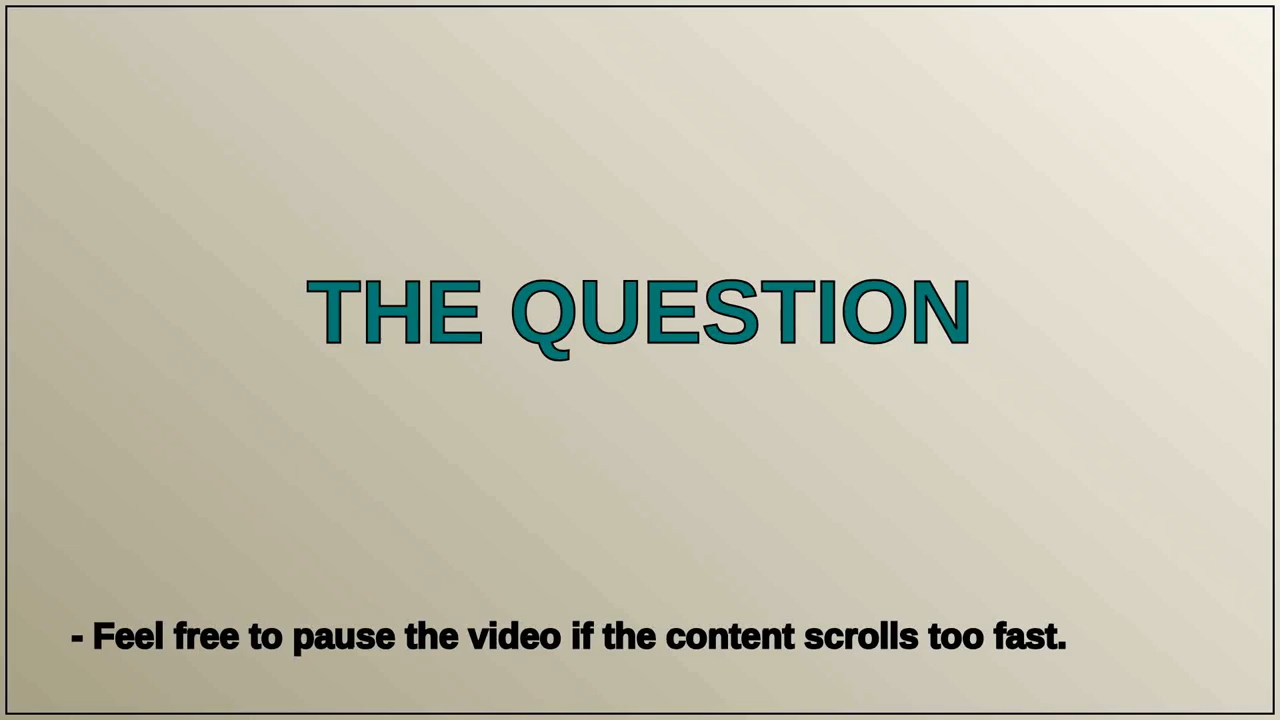 THE QUESTION
- Feel free to pause the video if the content scrolls too fast.